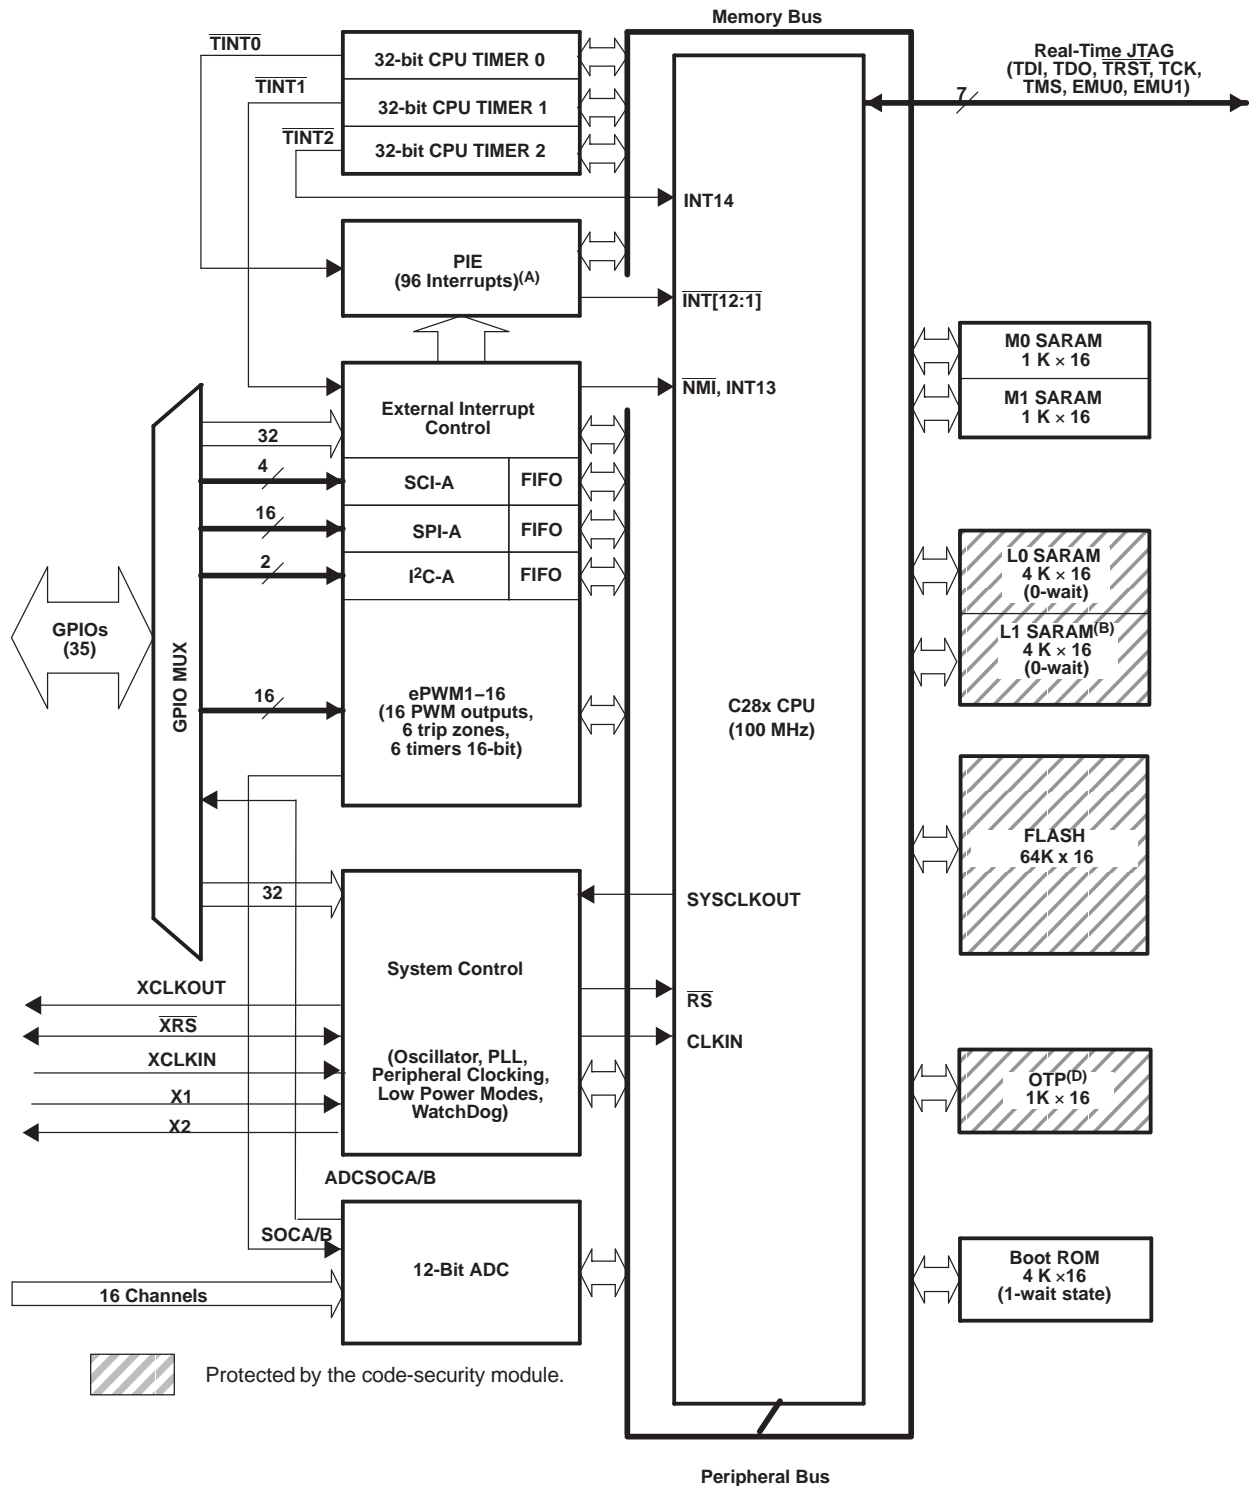 Memory Bus
TINT0
32-bit CPU TIMER 0
TINT1
32-bit CPU TIMER 1
TINT2
32-bit CPU TIMER 2
Real-Time JTAG
(TDI, TDO, TRST, TCK,
TMS, EMU0, EMU1)
7
INT14
PIE
(96 Interrupts)(A)
INT[12:1]
NMI, INT13
External Interrupt
Control
32
4
SCI-A
FIFO
16
SPI-A
FIFO
2
I2C-A
FIFO
GPIOs
(35)
GPIO MUX
16
ePWM1–16
(16 PWM outputs,
6 trip zones,
6 timers 16-bit)
C28x CPU
(100 MHz)
M0 SARAM
1 K × 16
M1 SARAM
1 K × 16
L0 SARAM
4 K × 16
(0-wait)
L1 SARAM(B)
4 K × 16
(0-wait)
FLASH
64K x 16
32
SYSCLKOUT
System Control
XCLKOUT
RS
XRS
CLKIN
XCLKIN
(Oscillator, PLL,
Peripheral Clocking,
Low Power Modes,
WatchDog)
X1
X2
OTP(D)
1K × 16
ADCSOCA/B
SOCA/B
12-Bit ADC
16 Channels
Boot ROM
4 K ×16
(1-wait state)
Protected by the code-security module.
Peripheral Bus